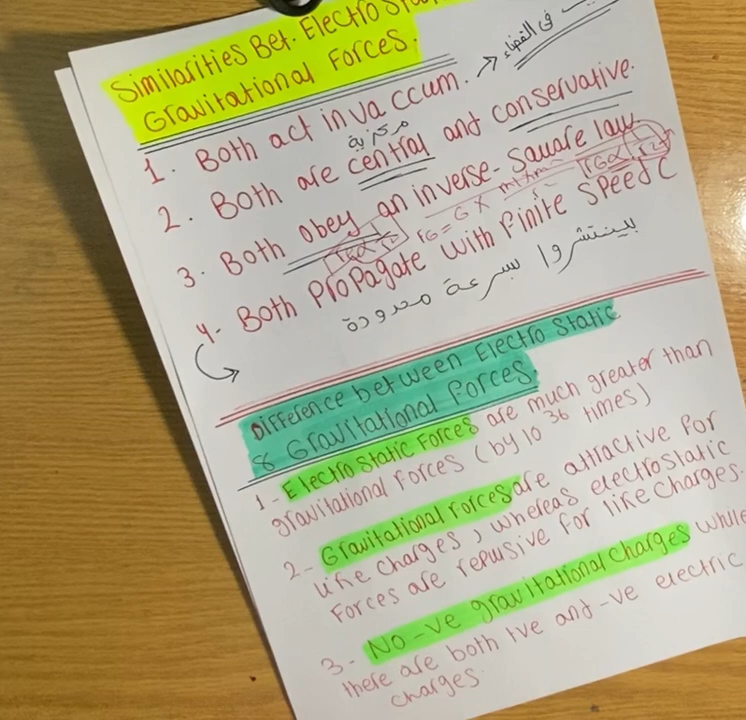 Similarities Bet. Electro
Gravitational Forces.
في الفضاء
1. Both act in va ccum. →
مركزية
2. Both are central and conservative.
3. Both obey an inverse- square law
FG = G X
4- Both propagate with finite speed C
بينتشروا بسرعة محدودة
Difference between Electro Static
& Gravitational Forces.
1- Electro Static Forces are much greater than
gravitational Forces (by 10 36 times)
2- Gravitational Forces are attractive for
like charges, whereas electrostatic
Forces are repulsive for like charges.
3- No -ve gravitational charges while
there are both +ve and -ve electric
charges.